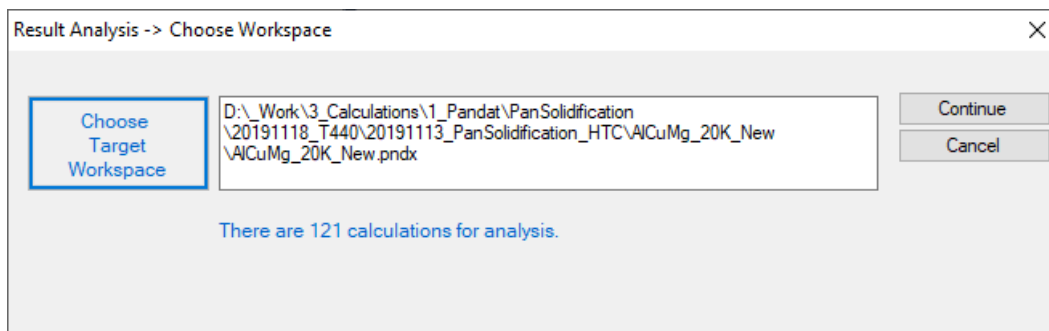 Result Analysis -> Choose Workspace
Choose
Target
Workspace
D:\_Work\3_Calculations\1_Pandat\PanSolidification
\20191118_T440\20191113_PanSolidification_HTC\AlCuMg_20K_New
\AlCuMg_20K_New.pndx
Continue
Cancel
There are 121 calculations for analysis.